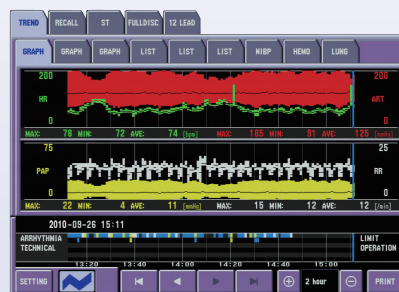 TREND RECALL ST FULLDISC 12 LEAD
GRAPH GRAPH GRAPH LIST LIST LIST NIBP HEMO LUNG
200 200
HR ART
0 0
MAX: 78 MIN: 72 AVE: 74 [bpm] MAX: 185 MIN: 91 AVE: 125 [mmHg]
75 25
PAP RR
0 0
MAX: 22 MIN: 4 AVE: 11 [mmHg] MAX: 15 MIN: 12 AVE: 12 [/min]
2010-09-26 15:11
ARRHYTHMIA LIMIT
TECHNICAL OPERATION
13:20 13:40 14:00 14:20 14:40 15:00
SETTING 2 hour PRINT